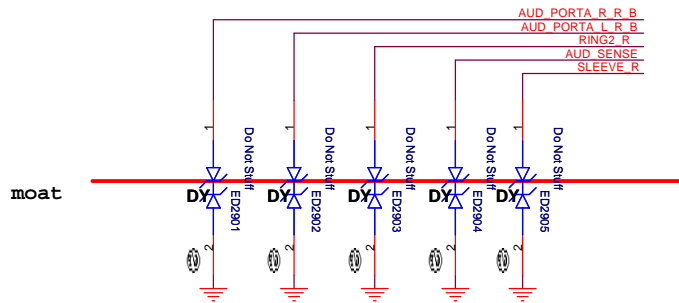 AUD_PORTA_R_R_B
AUD_PORTA_L_R_B
RING2_R
AUD_SENSE
SLEEVE_R
1 1 1 1 1
Do Not Stuff Do Not Stuff Do Not Stuff Do Not Stuff Do Not Stuff
moat
DY DY DY DY DY
ED2901 ED2902 ED2903 ED2904 ED2905
2 2 2 2 2